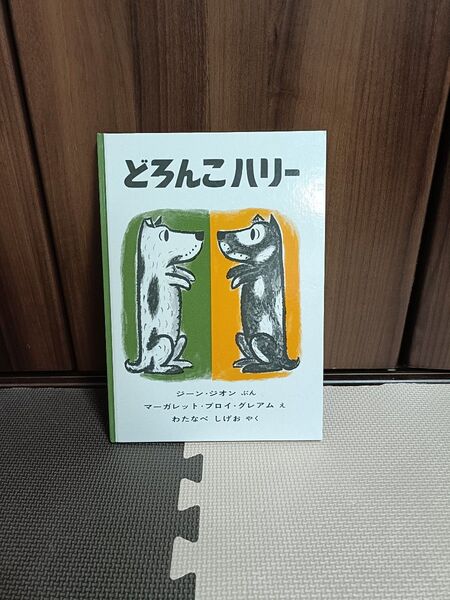 どろんこハリー
ジーン・ジオン ぶん
マーガレット・ブロイ・グレアム え
わたなべ しげお やく